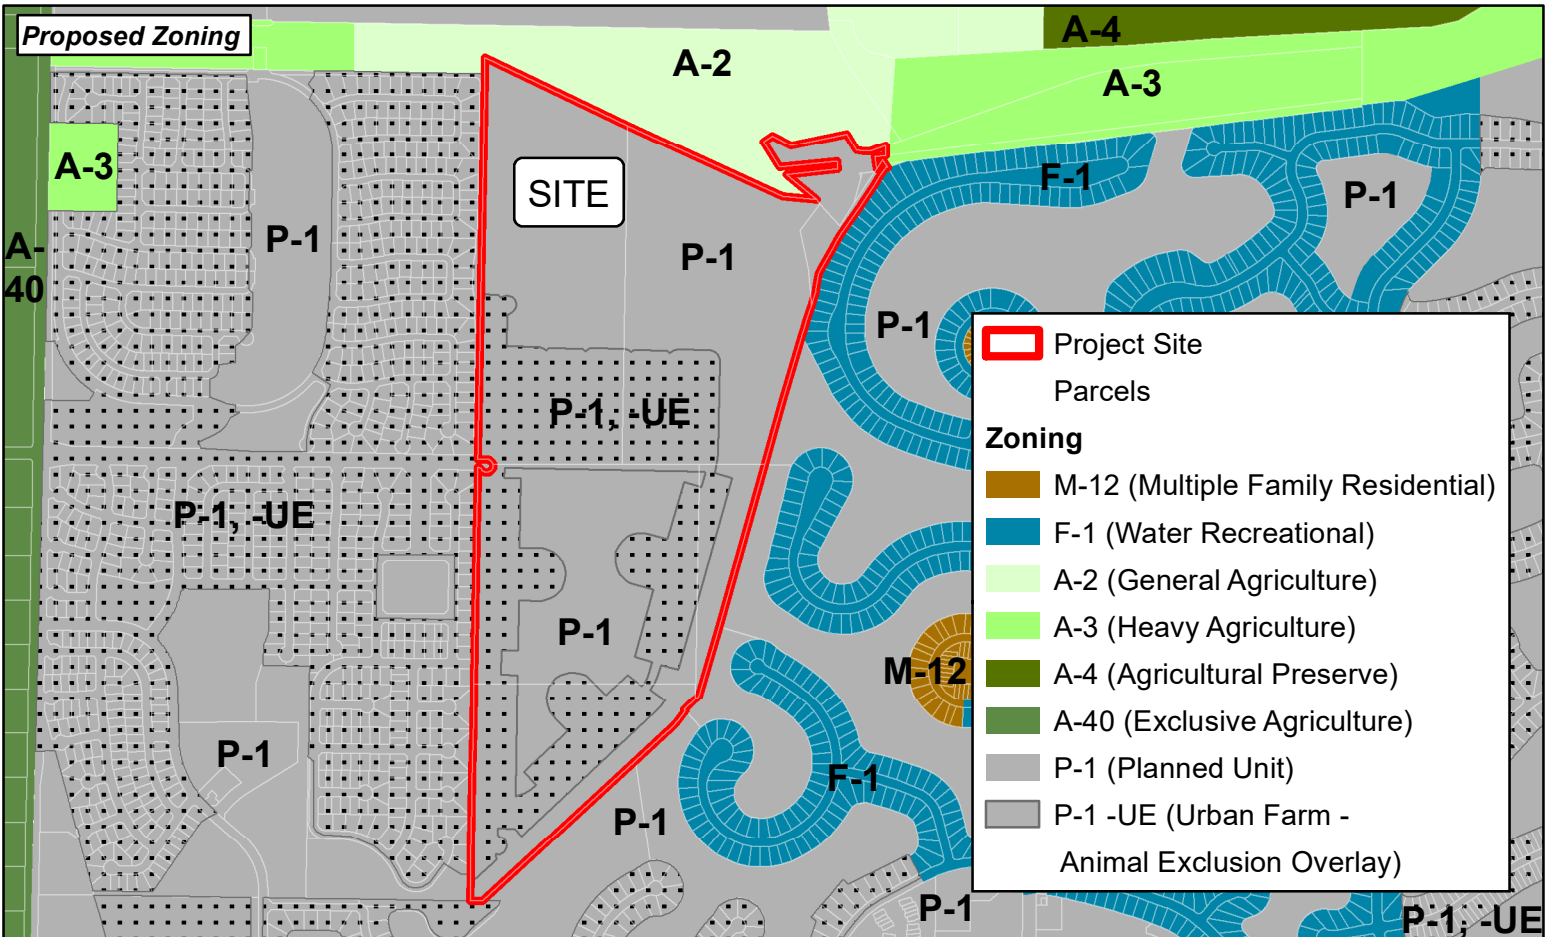 Proposed Zoning
A-4
A-2
A-3
A-3
SITE
F-1
P-1
P-1
A-
40
P-1
P-1
P-1, -UE
P-1, -UE
P-1
M-12
P-1
F-1
P-1
P-1
P-1, -UE
Project Site
Parcels
Zoning
M-12 (Multiple Family Residential)
F-1 (Water Recreational)
A-2 (General Agriculture)
A-3 (Heavy Agriculture)
A-4 (Agricultural Preserve)
A-40 (Exclusive Agriculture)
P-1 (Planned Unit)
P-1 -UE (Urban Farm -
Animal Exclusion Overlay)